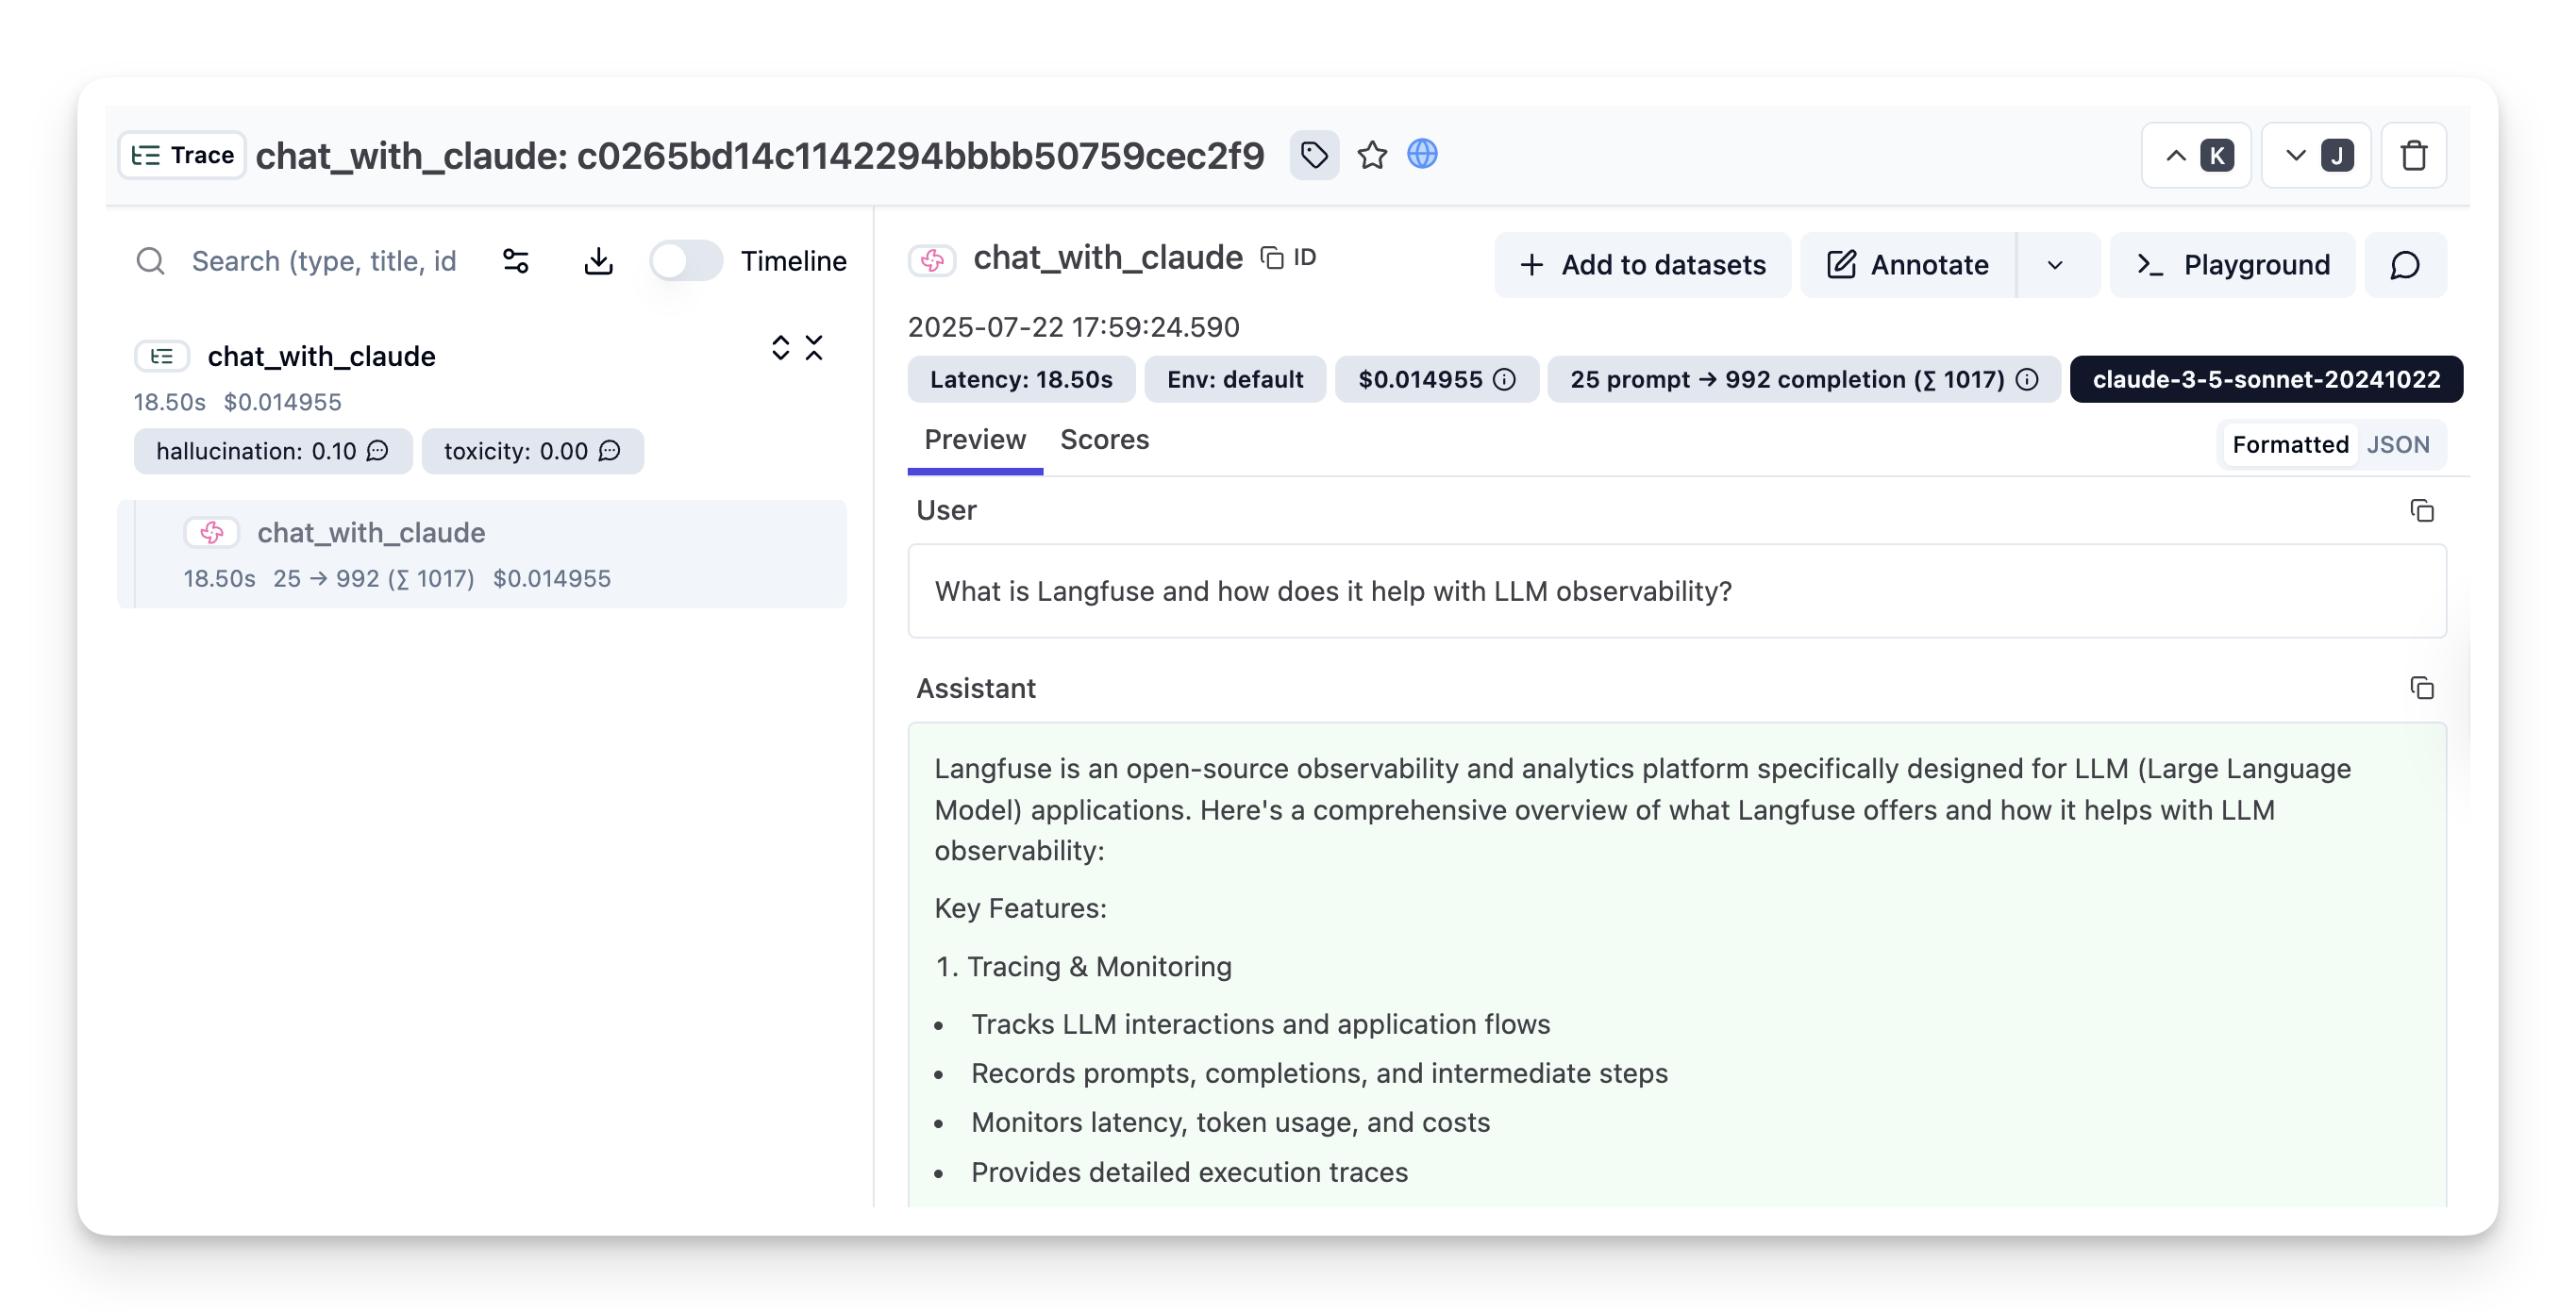 Trace chat_with_claude: c0265bd14c1142294bbbb50759cec2f9
K
J
Search (type, title, id
Timeline
chat_with_claude
18.50s $0.014955
hallucination: 0.10
toxicity: 0.00
chat_with_claude
18.50s 25 → 992 (∑ 1017) $0.014955
chat_with_claude ID
Add to datasets
Annotate
Playground
2025-07-22 17:59:24.590
Latency: 18.50s
Env: default
$0.014955
25 prompt → 992 completion (∑ 1017)
claude-3-5-sonnet-20241022
Preview
Scores
Formatted
JSON
User
What is Langfuse and how does it help with LLM observability?
Assistant
Langfuse is an open-source observability and analytics platform specifically designed for LLM (Large Language
Model) applications. Here's a comprehensive overview of what Langfuse offers and how it helps with LLM
observability:
Key Features:
1. Tracing & Monitoring
• Tracks LLM interactions and application flows
• Records prompts, completions, and intermediate steps
• Monitors latency, token usage, and costs
• Provides detailed execution traces